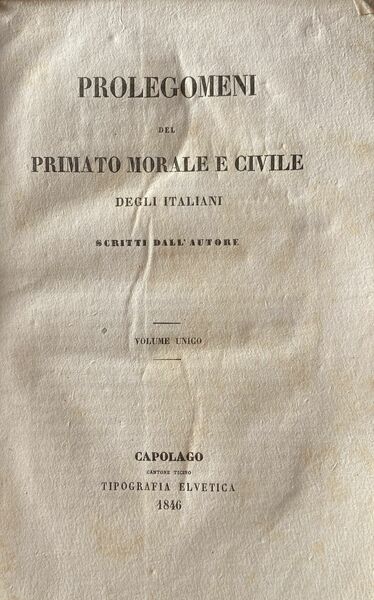 PROLEGOMENI
DEL
PRIMATO MORALE E CIVILE
DEGLI ITALIANI
SCRITTI DALL'AUTORE
VOLUME UNICO
CAPOLAGO
CANTONE TICINO
TIPOGRAFIA ELVETICA
1846